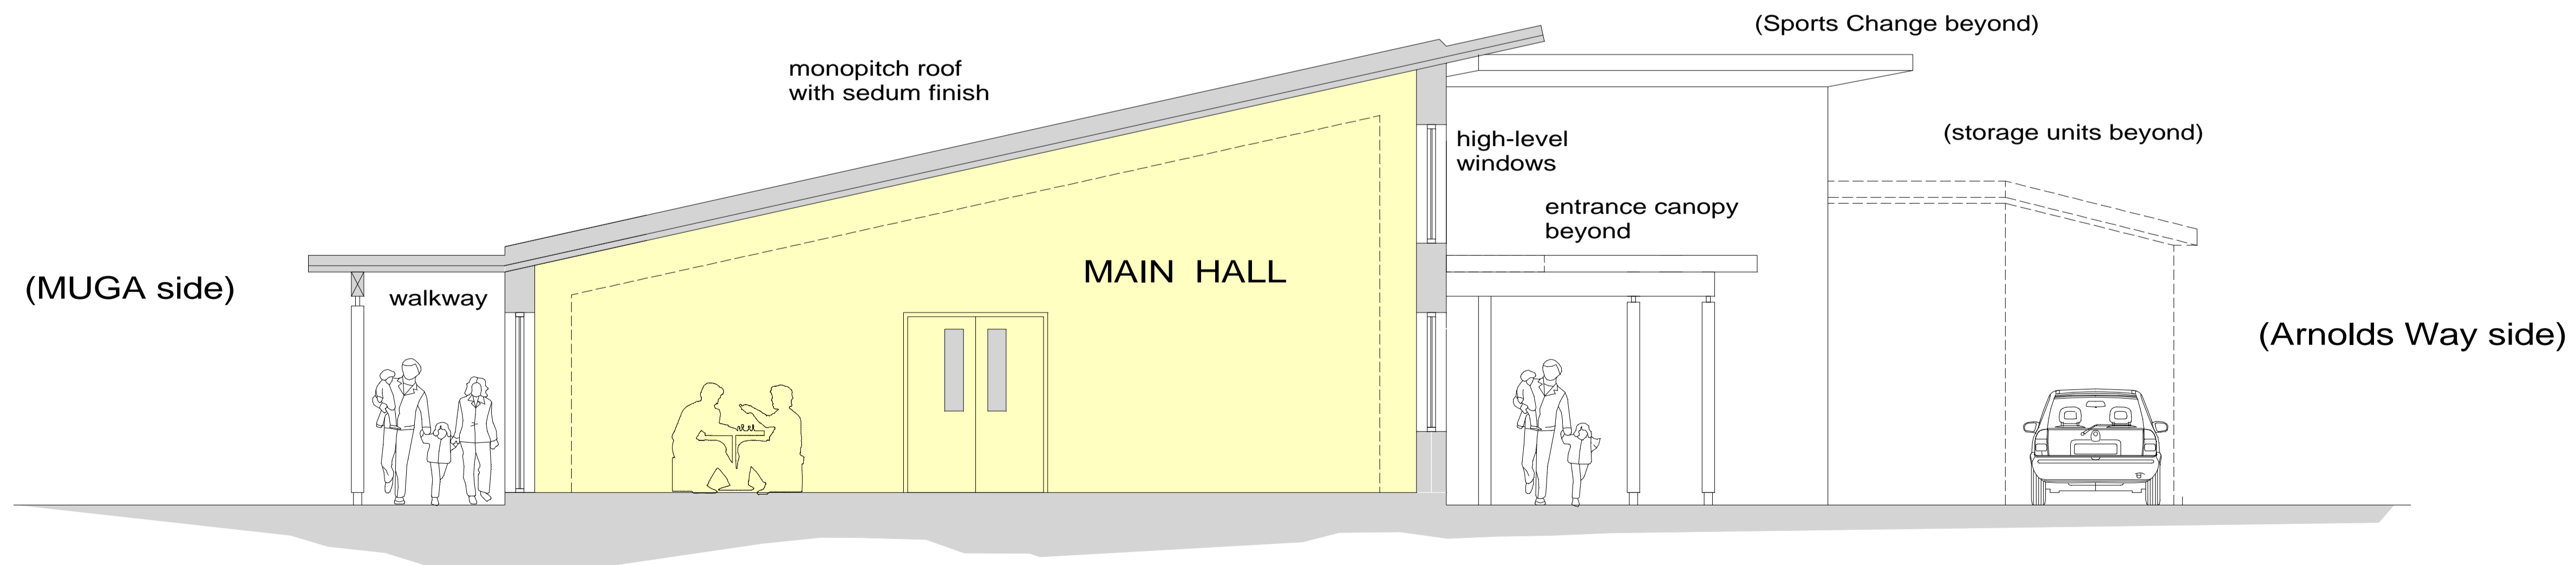 (Sports Change beyond)
monopitch roof
with sedum finish
(storage units beyond)
high-level
windows
entrance canopy
beyond
MAIN HALL
(MUGA side)
walkway
(Arnolds Way side)